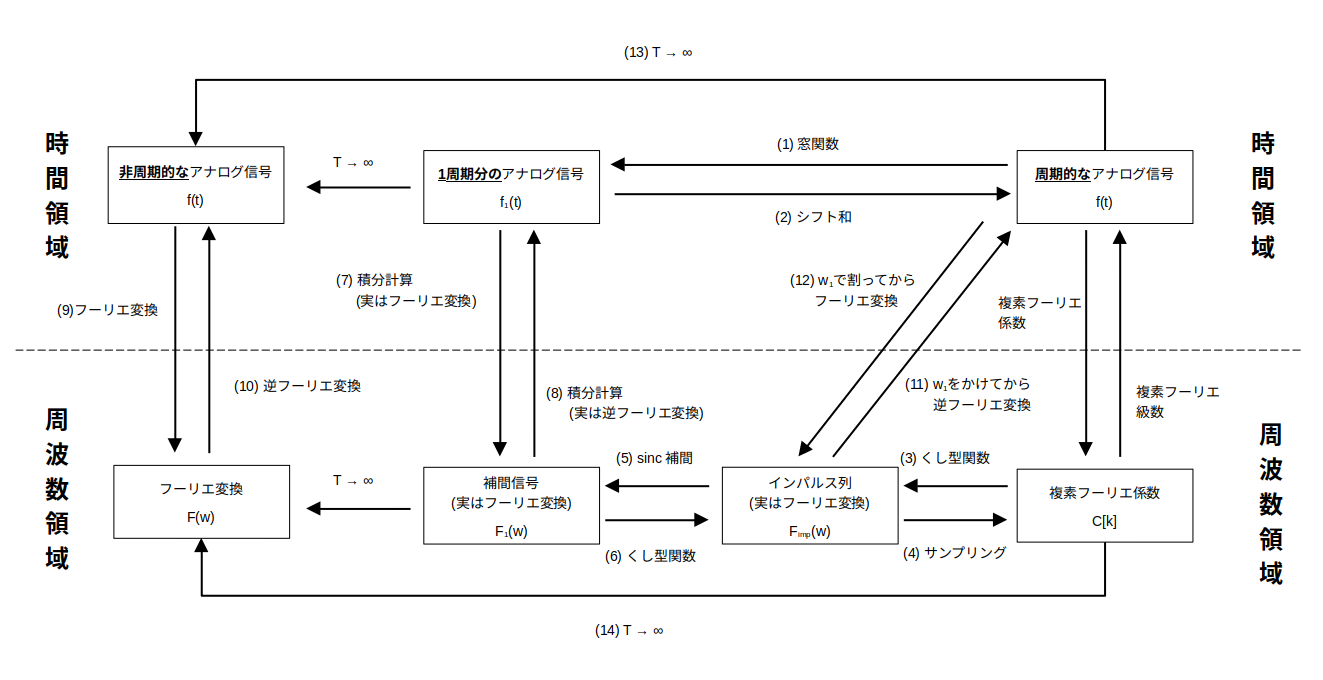 (13) T → ∞
時間領域
時間領域
(1) 窓関数
T → ∞
非周期的なアナログ信号
f(t)
1周期分のアナログ信号
f₁(t)
周期的なアナログ信号
f(t)
(2) シフト和
(7) 積分計算
(実はフーリエ変換)
(12) w₁で割ってから
フーリエ変換
(9)フーリエ変換
複素フーリエ
係数
(10) 逆フーリエ変換
(8) 積分計算
(実は逆フーリエ変換)
(11) w₁をかけてから
逆フーリエ変換
複素フーリエ
級数
周波数領域
周波数領域
(5) sinc 補間
(3) くし型関数
T → ∞
フーリエ変換
F(w)
補間信号
(実はフーリエ変換)
F₁(w)
インパルス列
(実はフーリエ変換)
Fimp(w)
複素フーリエ係数
C[k]
(6) くし型関数
(4) サンプリング
(14) T → ∞